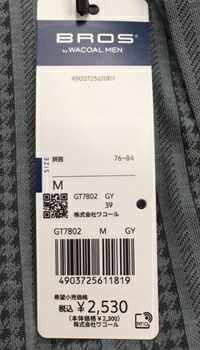 BROS
by WACOAL MEN
4903725611819
SIZE
胴囲 76~84
M
GT7802 GY
39
株式会社ワコール
GT7802 M GY
4903725611819
希望小売価格
税込 ¥2,530
(本体価格 ¥2,300)
株式会社ワコール
RFID